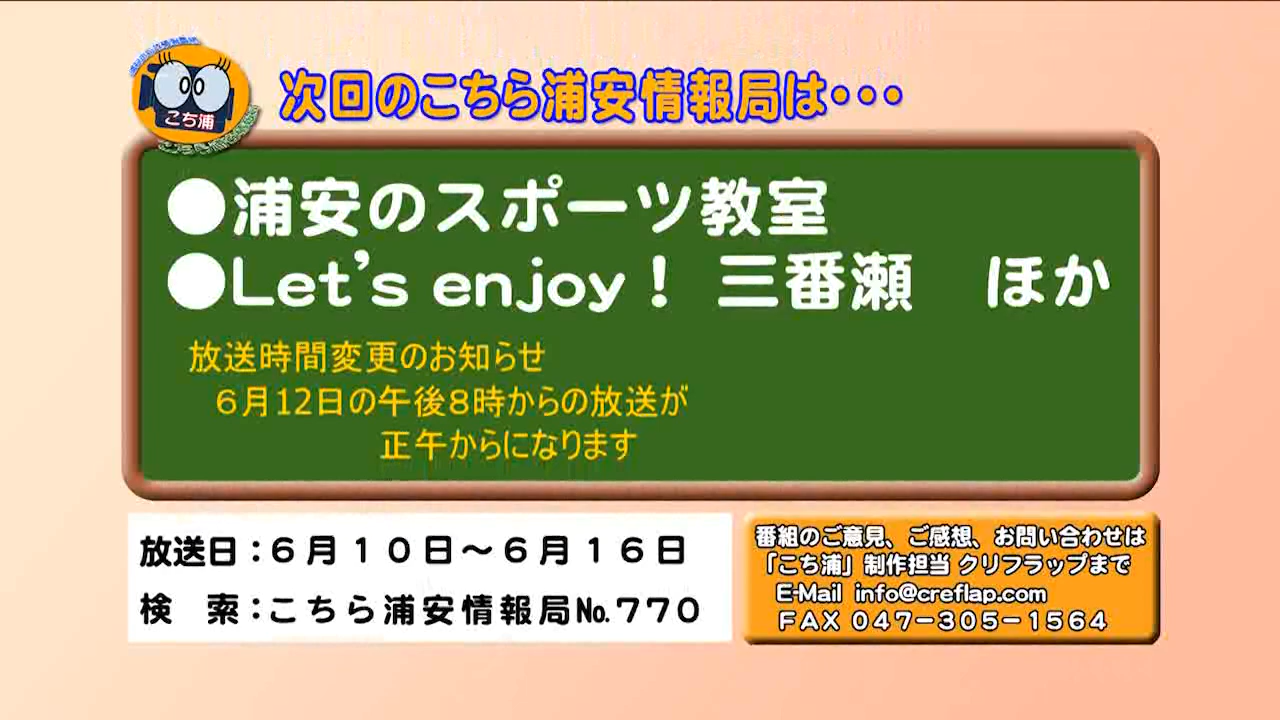 こち浦
次回のこちら浦安情報局は・・・
●浦安のスポーツ教室
●Let's enjoy! 三番瀬　ほか
放送時間変更のお知らせ
６月12日の午後８時からの放送が
正午からになります
放送日：６月１０日～６月１６日
検　索：こちら浦安情報局№７７０
番組のご意見、ご感想、お問い合わせは
「こち浦」制作担当 クリフラップまで
E-Mail info@creflap.com
ＦＡＸ ０４７－３０５－１５６４